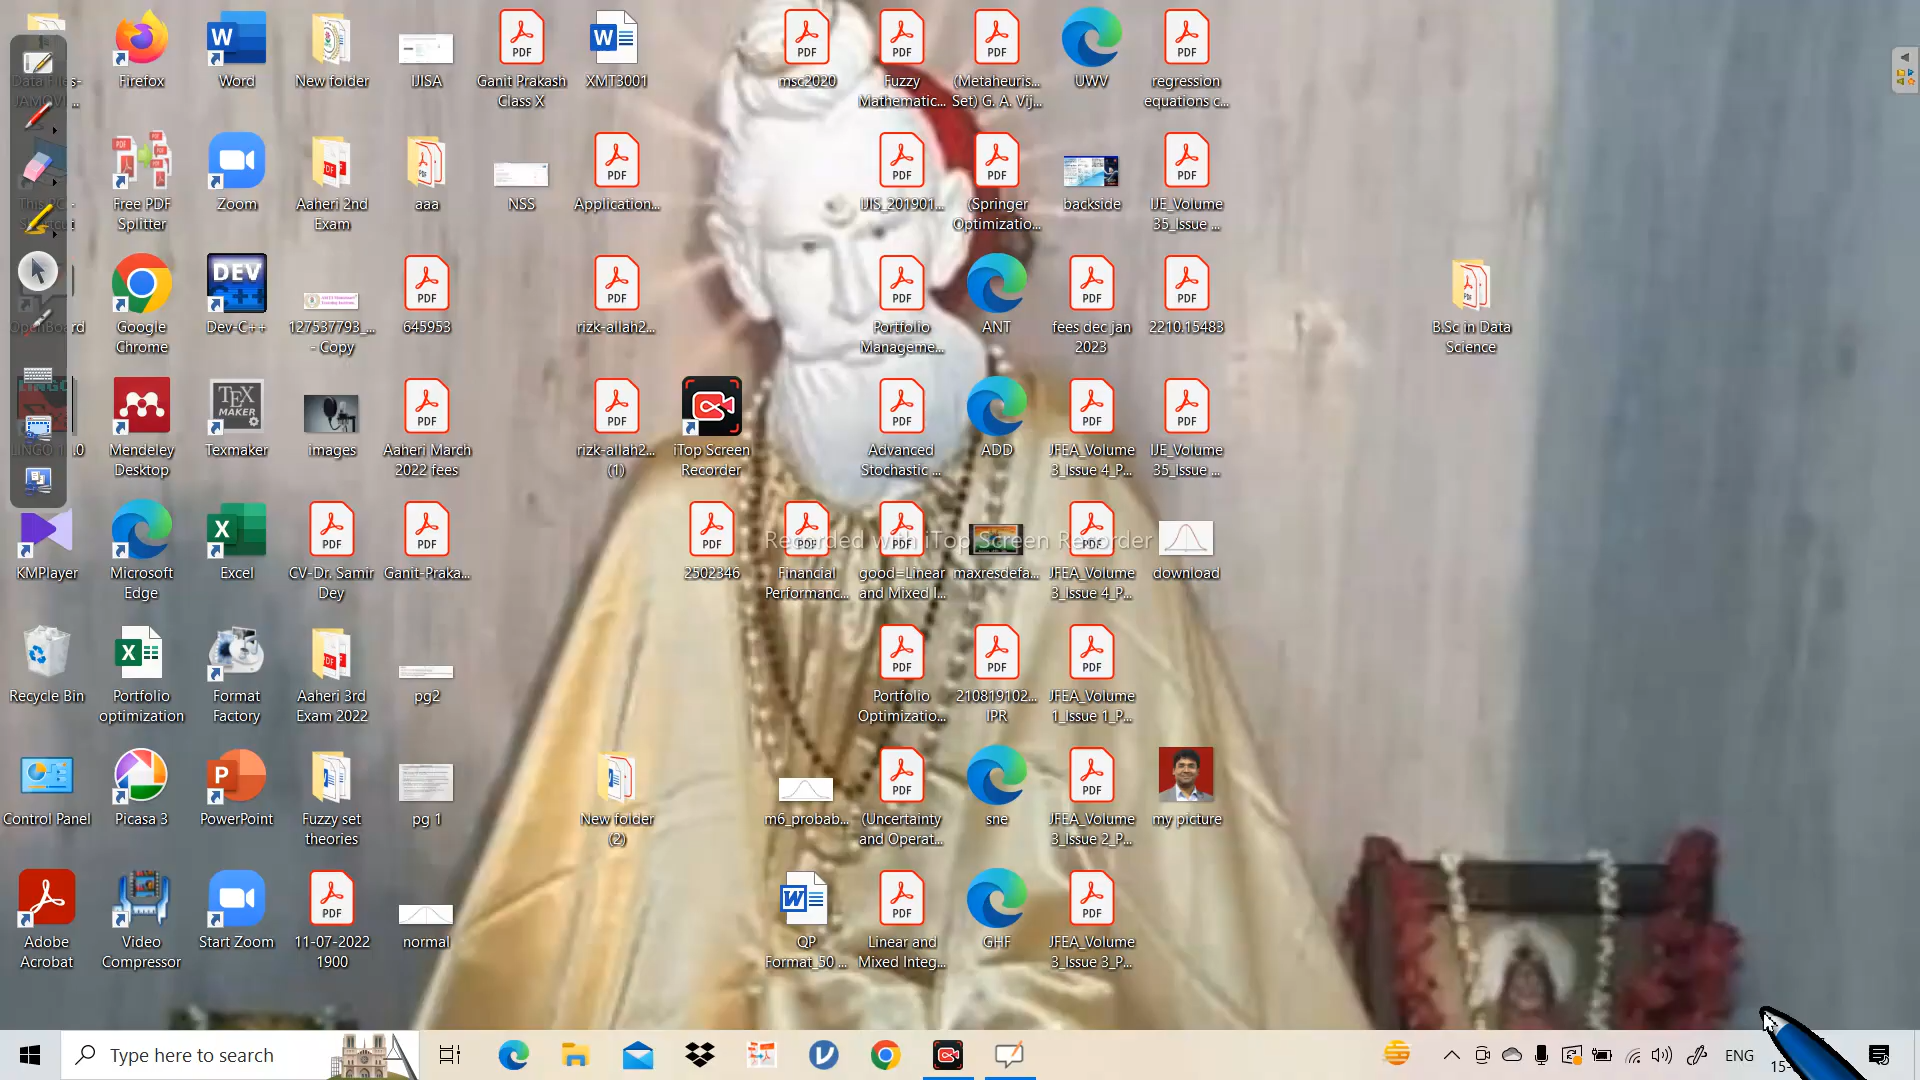 Firefox
Word
New folder
IJISA
Ganit Prakash
Class X
XMT3001
msc2020
Fuzzy
Mathematic...
(Metaheuris...
Set) G. A. Vij...
UWV
regression
equations c...
Free PDF
Splitter
Zoom
Aaheri 2nd
Exam
aaa
NSS
Application...
IJIS_201901...
(Springer
Optimizatio...
backside
IJE_Volume
35_Issue ...
Google
Chrome
Dev-C++
127537793_...
- Copy
645953
rizk-allah2...
Portfolio
Manageme...
ANT
fees dec jan
2023
2210.15483
B.Sc in Data
Science
Mendeley
Desktop
Texmaker
images
Aaheri March
2022 fees
rizk-allah2...
(1)
iTop Screen
Recorder
Advanced
Stochastic ...
ADD
JFEA_Volume
3_Issue 4_P...
IJE_Volume
35_Issue ...
Recorded with iTop Screen Recorder
KMPlayer
Microsoft
Edge
Excel
CV-Dr. Samir
Dey
Ganit-Praka...
2502346
Financial
Performanc...
good=Linear
and Mixed I...
maxresdefa...
JFEA_Volume
3_Issue 4_P...
download
Recycle Bin
Portfolio
optimization
Format
Factory
Aaheri 3rd
Exam 2022
pg2
Portfolio
Optimizatio...
210819102...
IPR
JFEA_Volume
1_Issue 1_P...
Control Panel
Picasa 3
PowerPoint
Fuzzy set
theories
pg 1
New folder
(2)
m6_probab...
(Uncertainty
and Operat...
sne
JFEA_Volume
3_Issue 2_P...
my picture
Adobe
Acrobat
Video
Compressor
Start Zoom
11-07-2022
1900
normal
QP
Format_50 ...
Linear and
Mixed Integ...
GHF
JFEA_Volume
3_Issue 3_P...
Type here to search
ENG
15-